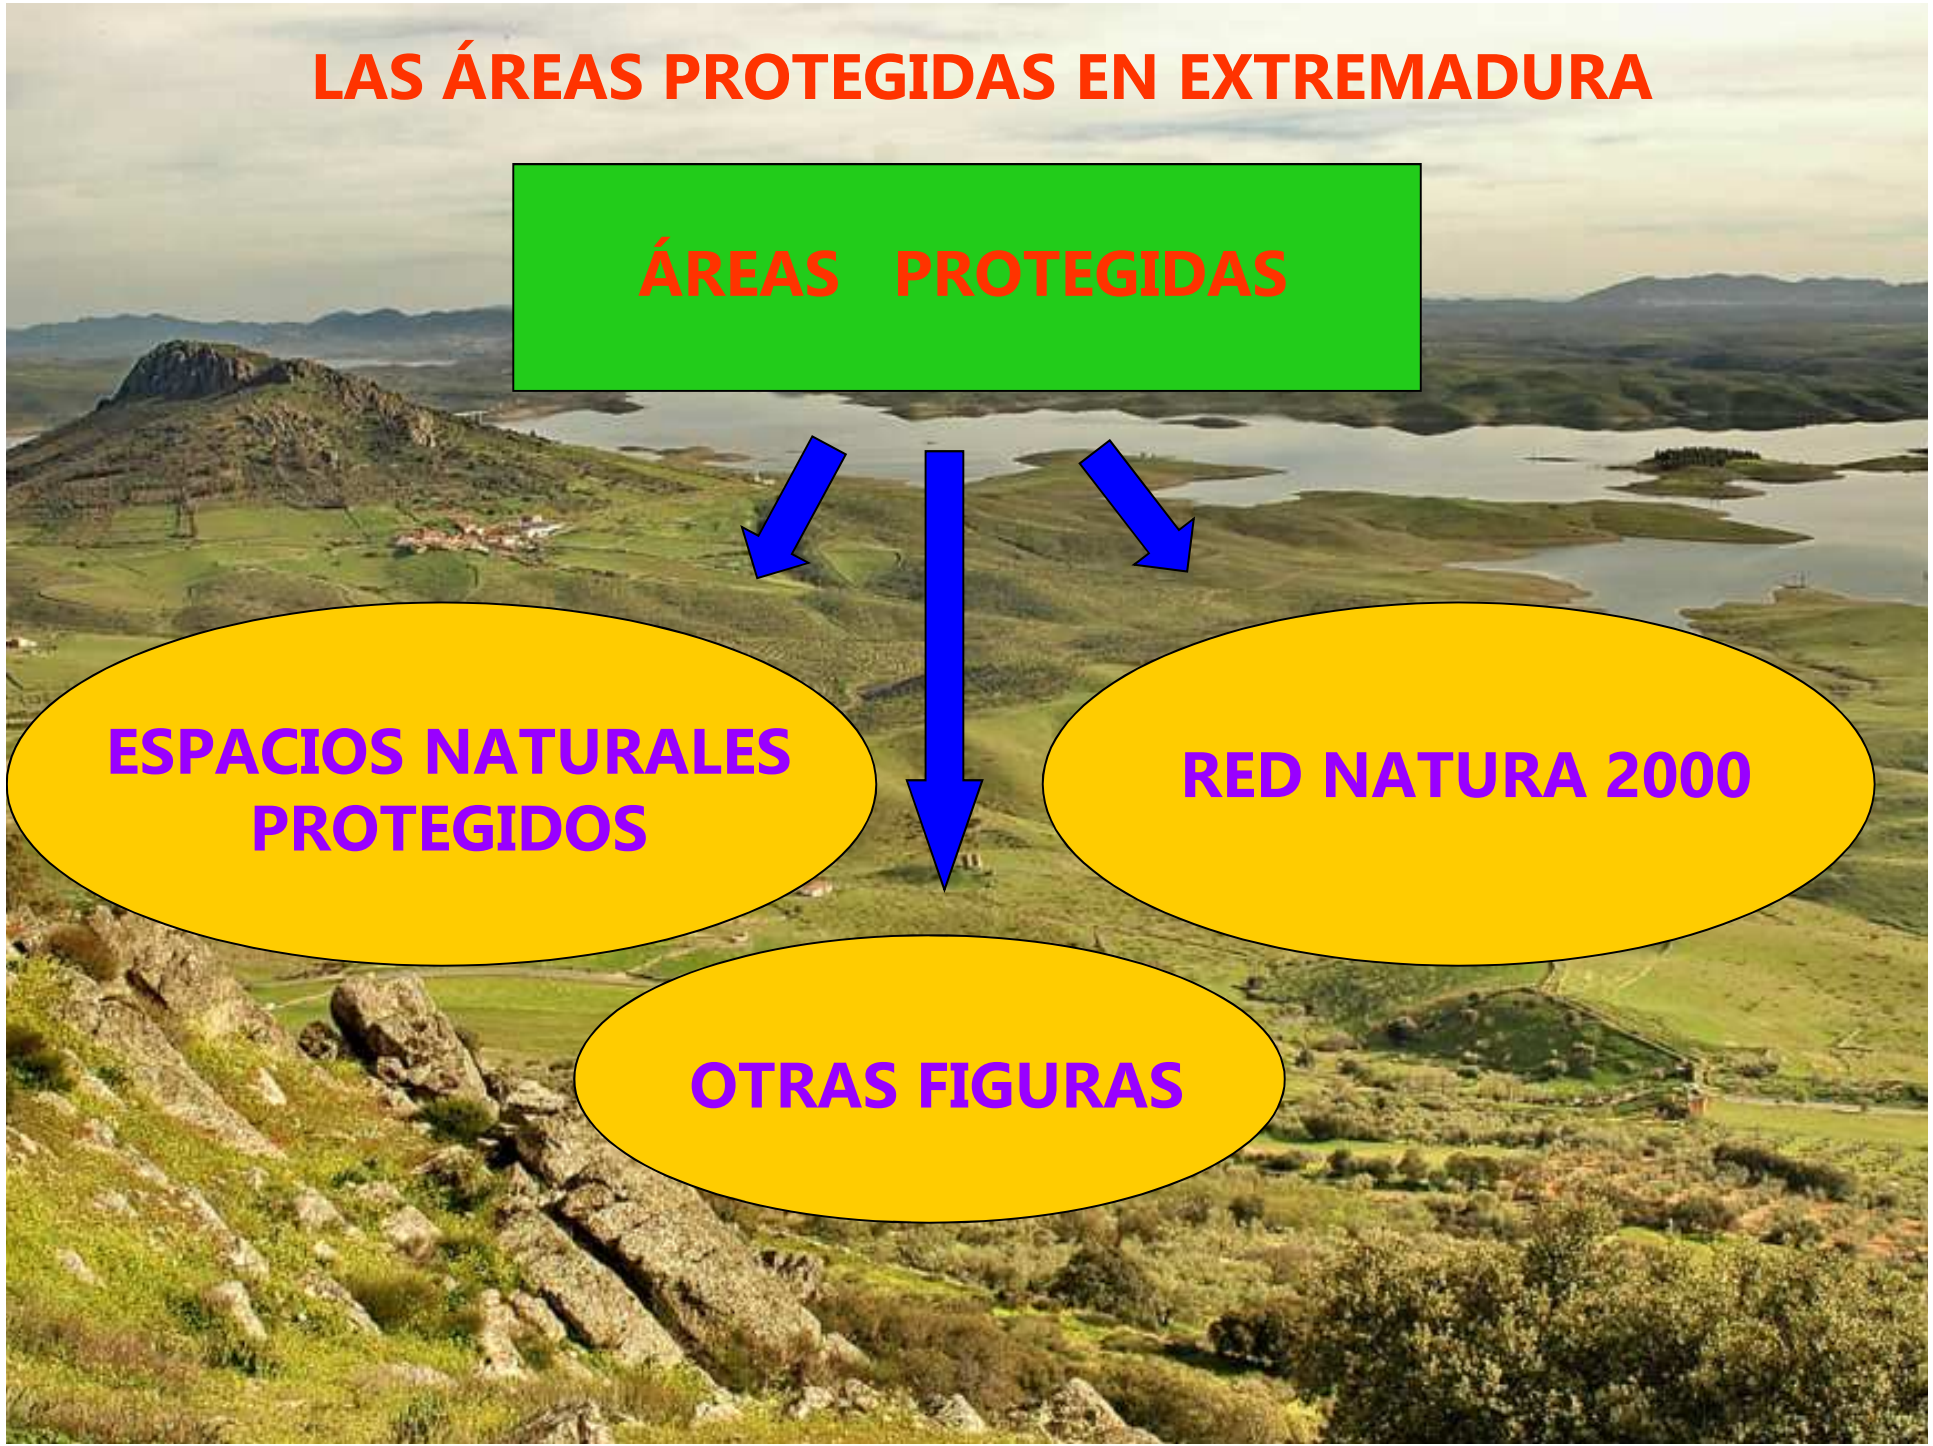 LAS ÁREAS PROTEGIDAS EN EXTREMADURA
ÁREAS PROTEGIDAS
ESPACIOS NATURALES
PROTEGIDOS
RED NATURA 2000
OTRAS FIGURAS